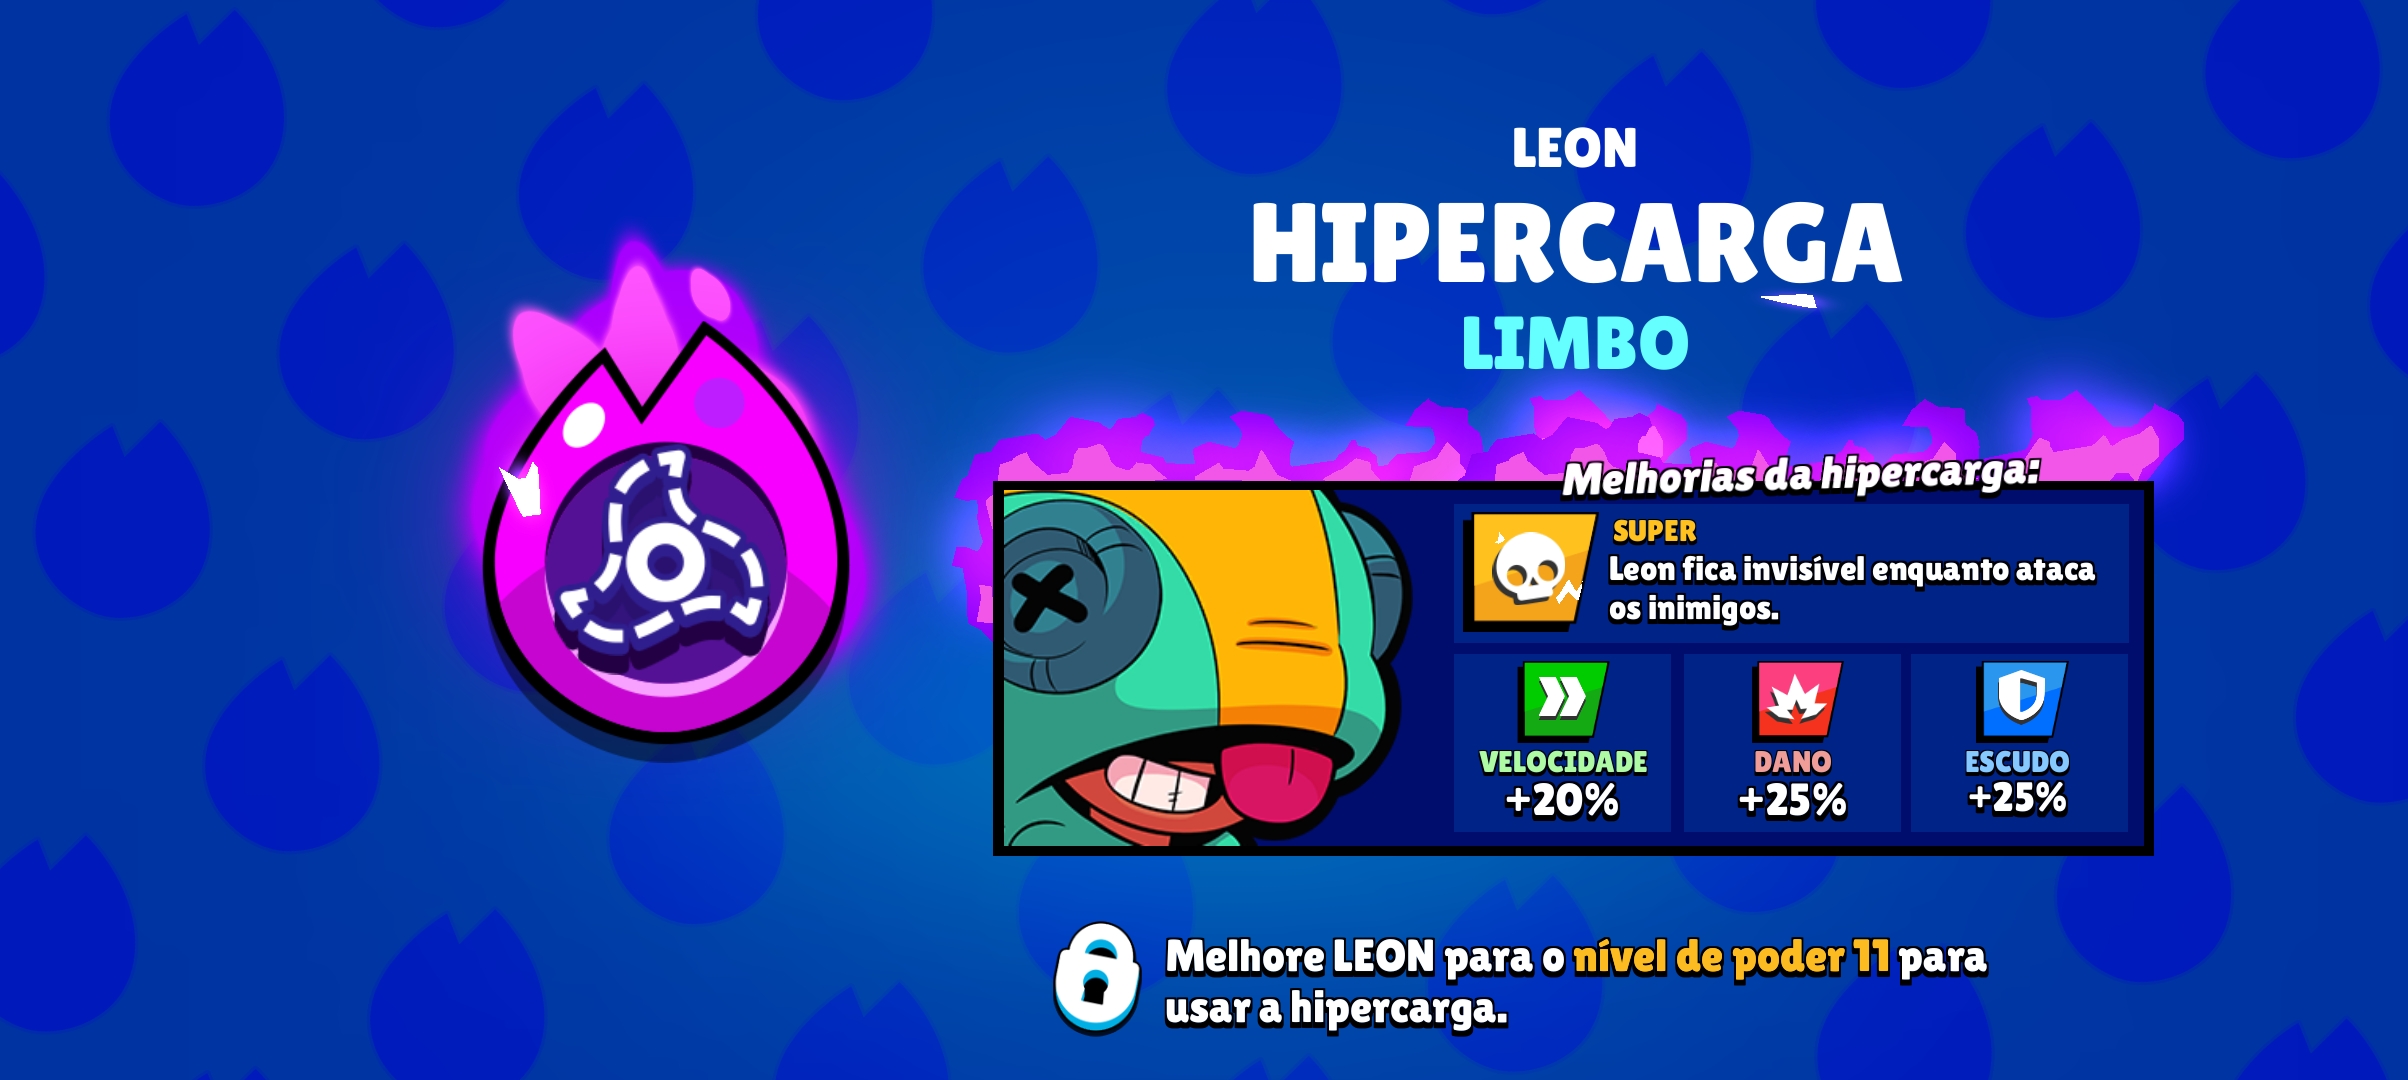 LEON
HIPERCARGA
LIMBO
Melhorias da hipercarga:
SUPER
Leon fica invisível enquanto ataca
os inimigos.
VELOCIDADE
+20%
DANO
+25%
ESCUDO
+25%
Melhore LEON para o nível de poder 11 para
usar a hipercarga.